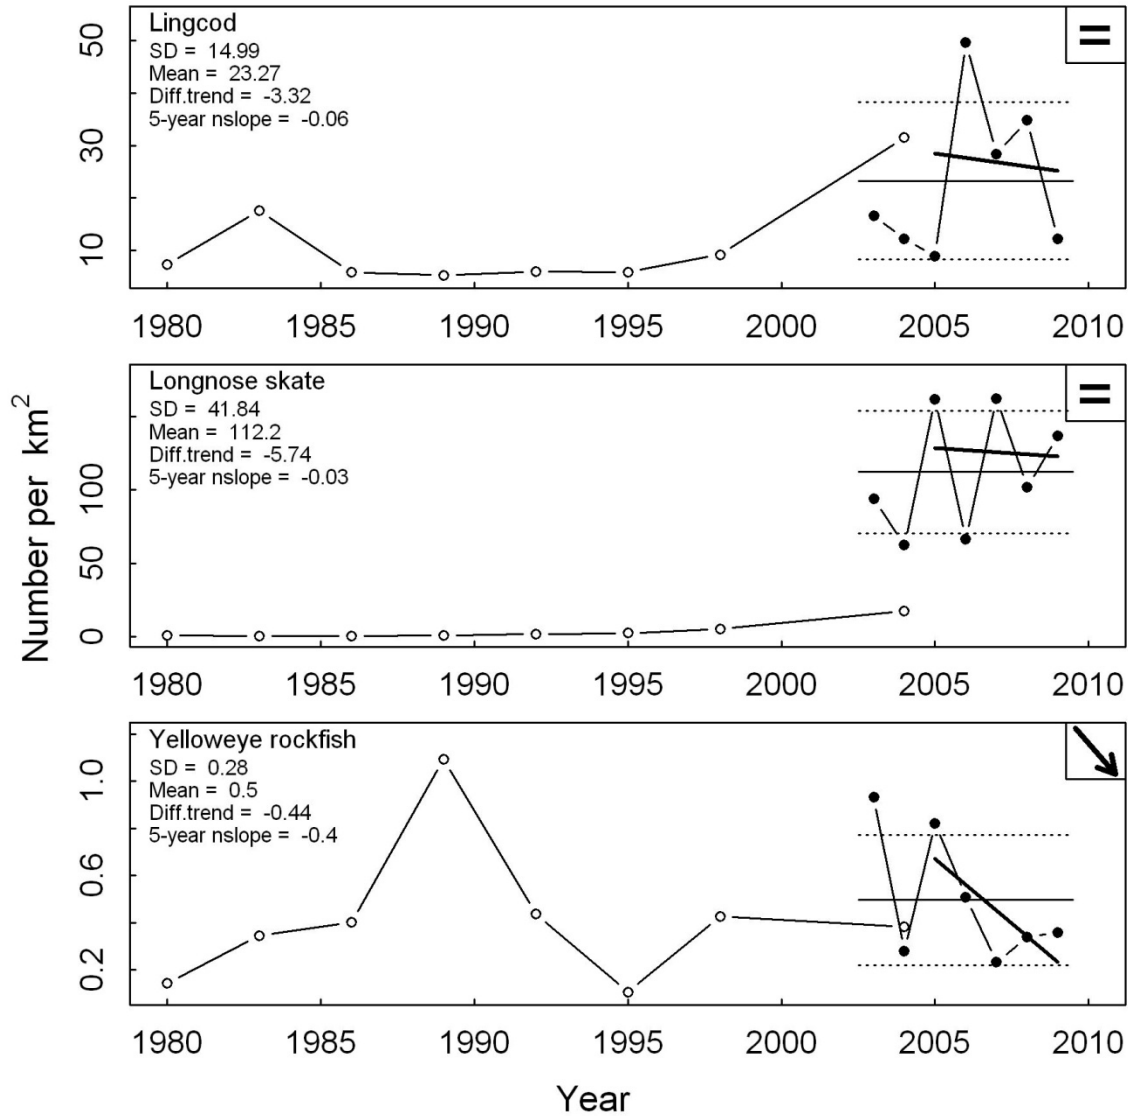 Lingcod
SD = 14.99
Mean = 23.27
Diff.trend = -3.32
5-year nslope = -0.06
=
50
30
10
1980 1985 1990 1995 2000 2005 2010
Longnose skate
SD = 41.84
Mean = 112.2
Diff.trend = -5.74
5-year nslope = -0.03
=
100
50
0
1980 1985 1990 1995 2000 2005 2010
Number per km²
Yelloweye rockfish
SD = 0.28
Mean = 0.5
Diff.trend = -0.44
5-year nslope = -0.4
1.0
0.6
0.2
1980 1985 1990 1995 2000 2005 2010
Year